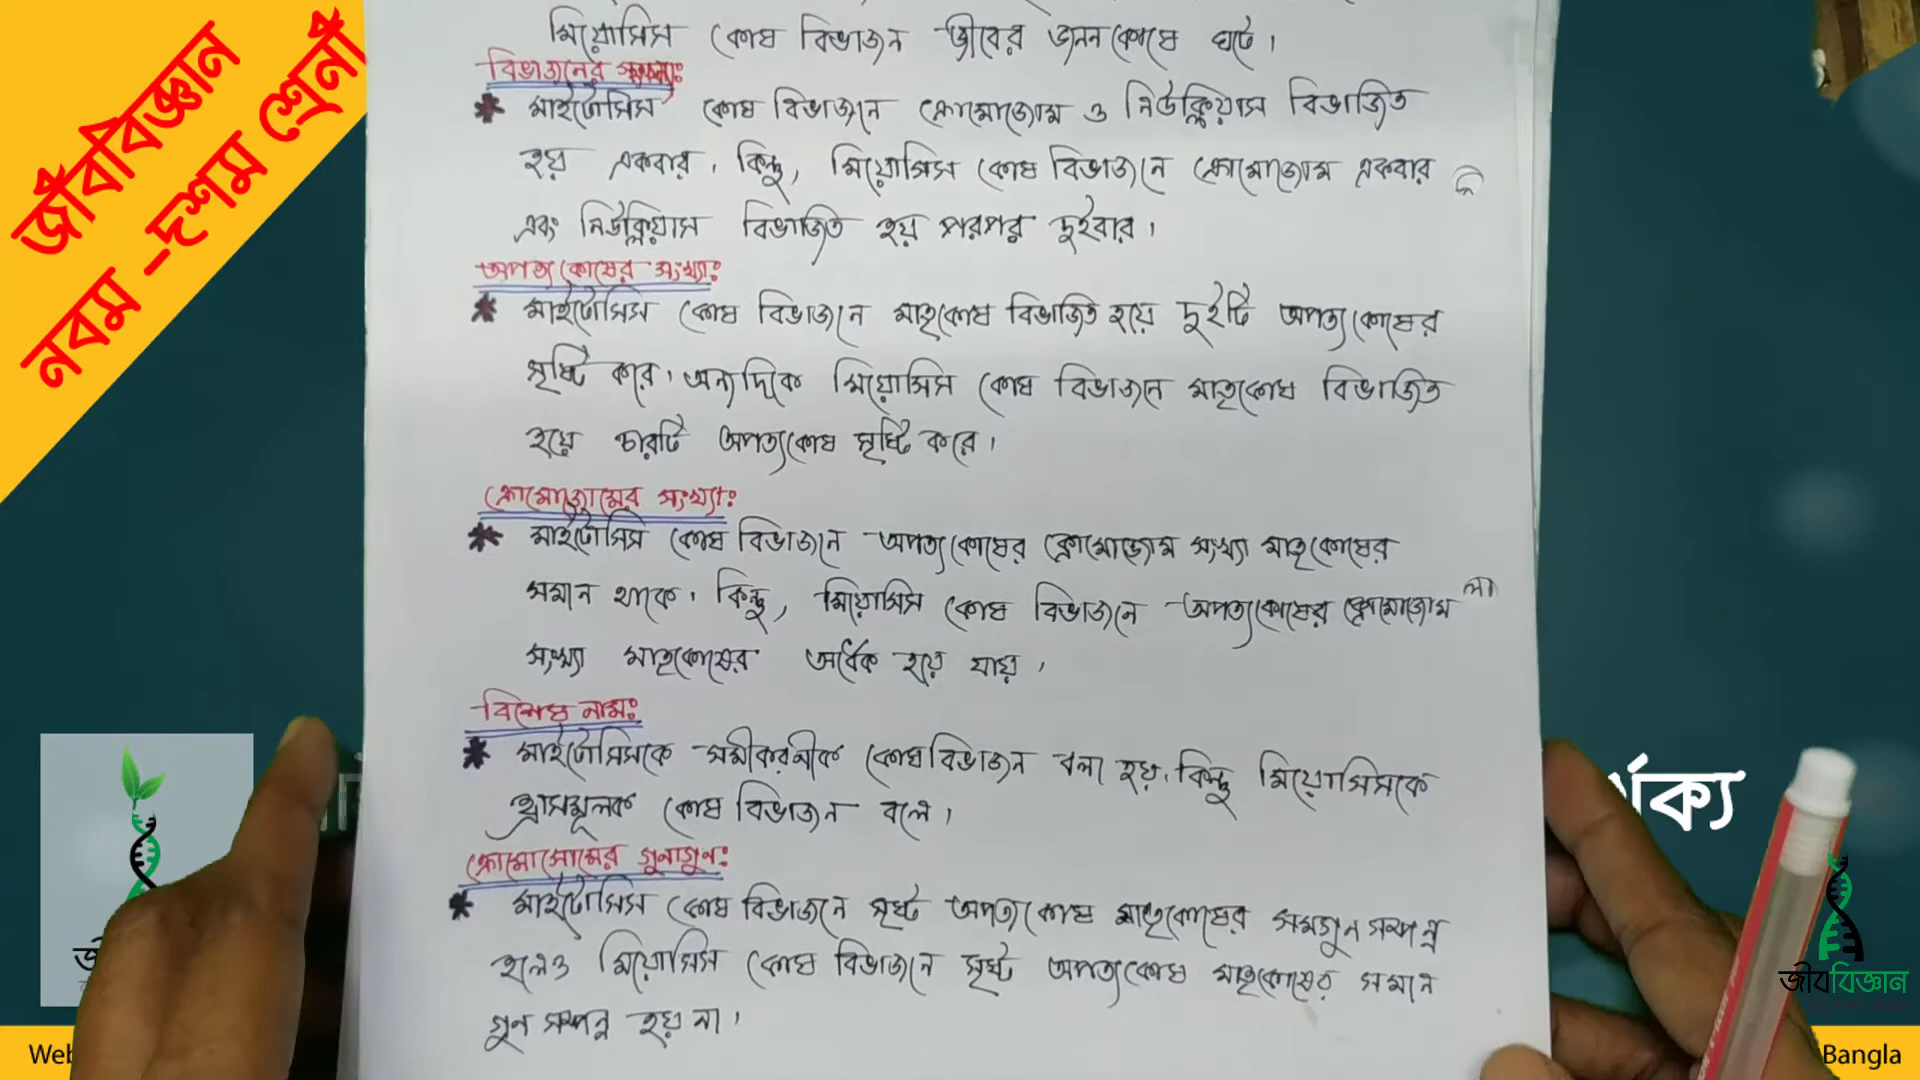 জীববিজ্ঞান
নবম -দশম শ্রেনী
মিয়োসিস কোষ বিভাজন জীবের জনন কোষে ঘটে।
বিভাজনের সংখ্যাঃ
* মাইটোসিস কোষ বিভাজনে ক্রোমোজোম ও নিউক্লিয়াস বিভাজিত
হয় একবার। কিন্তু, মিয়োসিস কোষ বিভাজনে ক্রোমোজোম একবার
এবং নিউক্লিয়াস বিভাজিত হয় পরপর দুইবার।
অপত্য কোষের সংখ্যাঃ
* মাইটোসিস কোষ বিভাজনে মাতৃকোষ বিভাজিত হয়ে দুইটি অপত্য কোষের
সৃষ্টি করে। অন্যদিকে মিয়োসিস কোষ বিভাজনে মাতৃকোষ বিভাজিত
হয়ে চারটি অপত্যকোষ সৃষ্টি করে।
ক্রোমোজোমের সংখ্যাঃ
* মাইটোসিস কোষ বিভাজনে অপত্য কোষের ক্রোমোজোম সংখ্যা মাতৃকোষের
সমান থাকে। কিন্তু, মিয়োসিস কোষ বিভাজনে অপত্যকোষের ক্রোমোজোম
সংখ্যা মাতৃকোষের অর্ধেক হয়ে যায়।
বিশেষ নামঃ
* মাইটোসিসকে সমীকরনীক কোষবিভাজন বলা হয়। কিন্তু মিয়োসিসকে
হ্রাসমূলক কোষ বিভাজন বলে।
ক্রোমোসোমের গুনাগুনঃ
* মাইটোসিস কোষ বিভাজনে সৃষ্ট অপত্য কোষ মাতৃকোষের সমগুন সম্পন্ন
হলেও মিয়োসিস কোষ বিভাজনে সৃষ্ট অপত্যকোষ মাতৃকোষের সমান
গুন সম্পন্ন হয় না।
র্থক্য
জীববিজ্ঞান
Web
Bangla